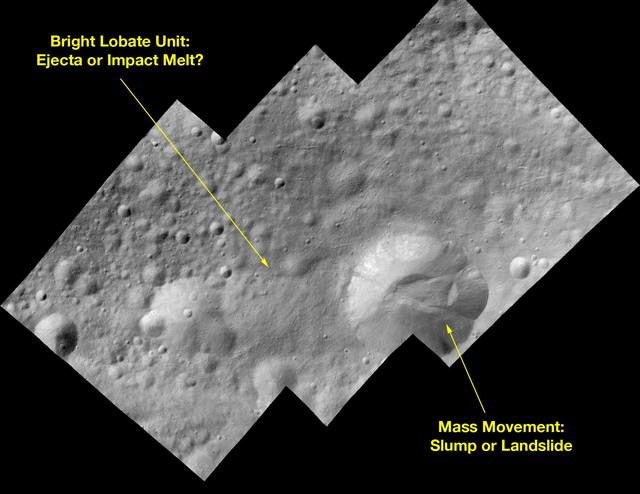 Bright Lobate Unit:
Ejecta or Impact Melt?
Mass Movement:
Slump or Landslide